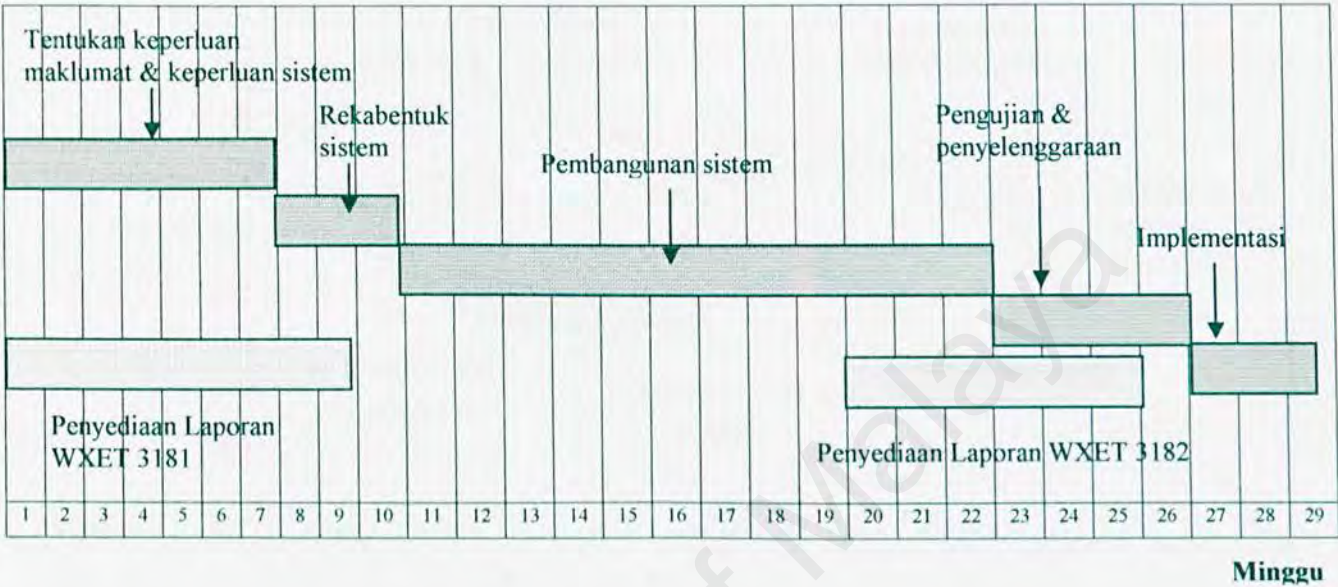 Tentukan keperluan
maklumat & keperluan sistem
Rekabentuk
sistem
Pembangunan sistem
Pengujian &
penyelenggaraan
Implementasi
Penyediaan Laporan
WXET 3181
Penyediaan Laporan WXET 3182
1 2 3 4 5 6 7 8 9 10 11 12 13 14 15 16 17 18 19 20 21 22 23 24 25 26 27 28 29
Minggu
of Malaya